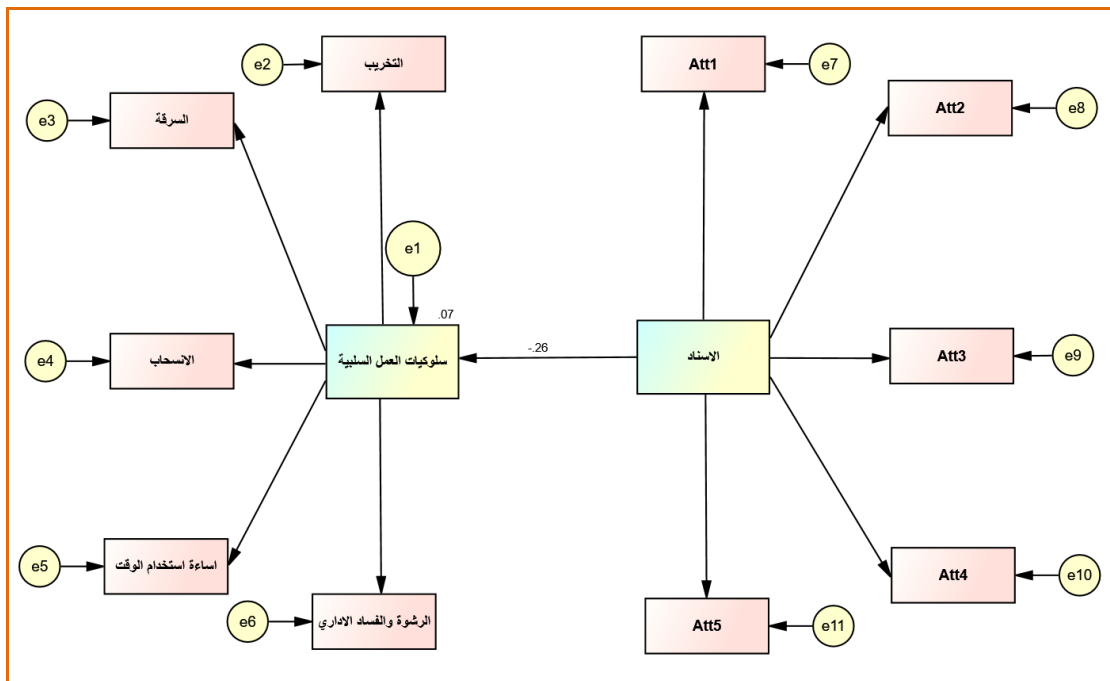 التخريب
e2
Att1
e7
السرقة
e3
Att2
e8
e1
.07
سلوكيات العمل السلبية
-.26
الاسناد
الانسحاب
e4
Att3
e9
اساءة استخدام الوقت
e5
Att4
e10
الرشوة والفساد الاداري
e6
Att5
e11